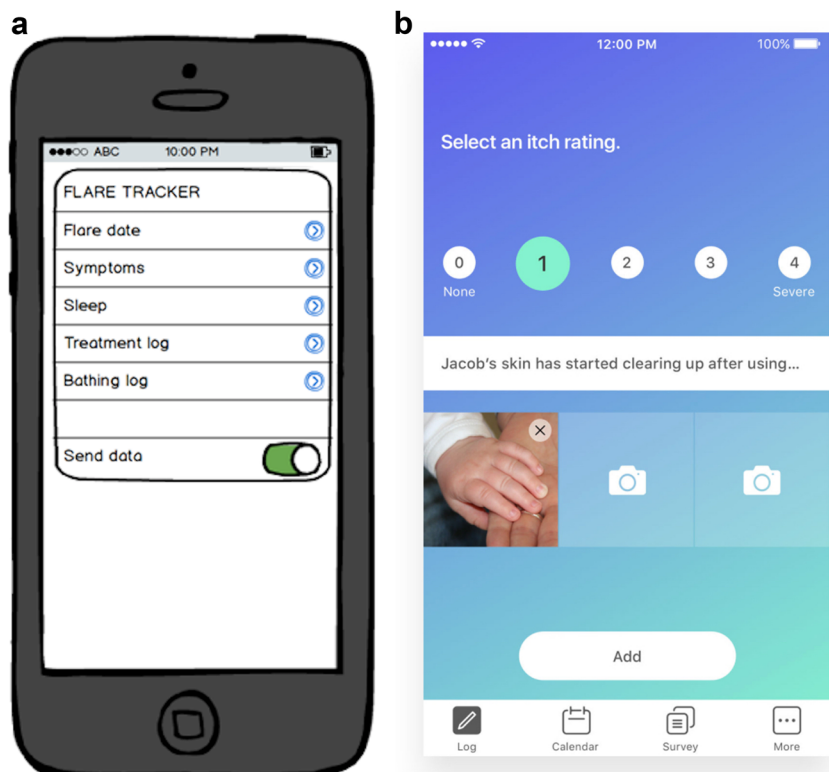 a
ABC 10:00 PM
FLARE TRACKER
Flare date
Symptoms
Sleep
Treatment log
Bathing log
Send data
b
12:00 PM 100%
Select an itch rating.
0 1 2 3 4
None Severe
Jacob's skin has started clearing up after using...
Add
Log Calendar Survey More